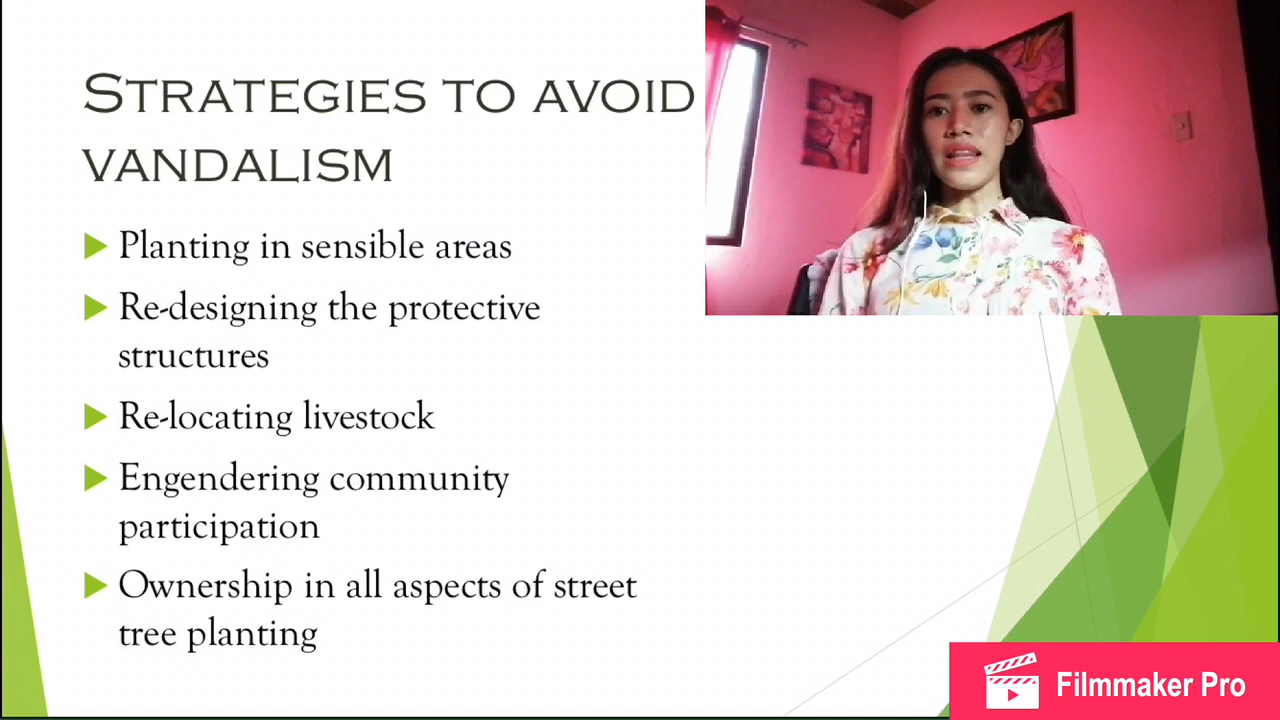 STRATEGIES TO AVOID
VANDALISM
Planting in sensible areas
Re-designing the protective
structures
Re-locating livestock
Engendering community
participation
Ownership in all aspects of street
tree planting
Filmmaker Pro